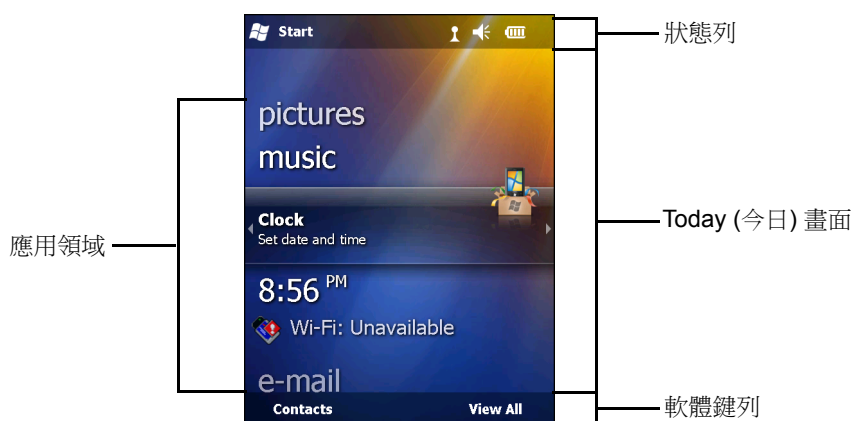 Start
狀態列
pictures
music
Clock
Set date and time
Today (今日) 畫面
應用領域
8:56 PM
Wi-Fi: Unavailable
e-mail
Contacts
View All
軟體鍵列